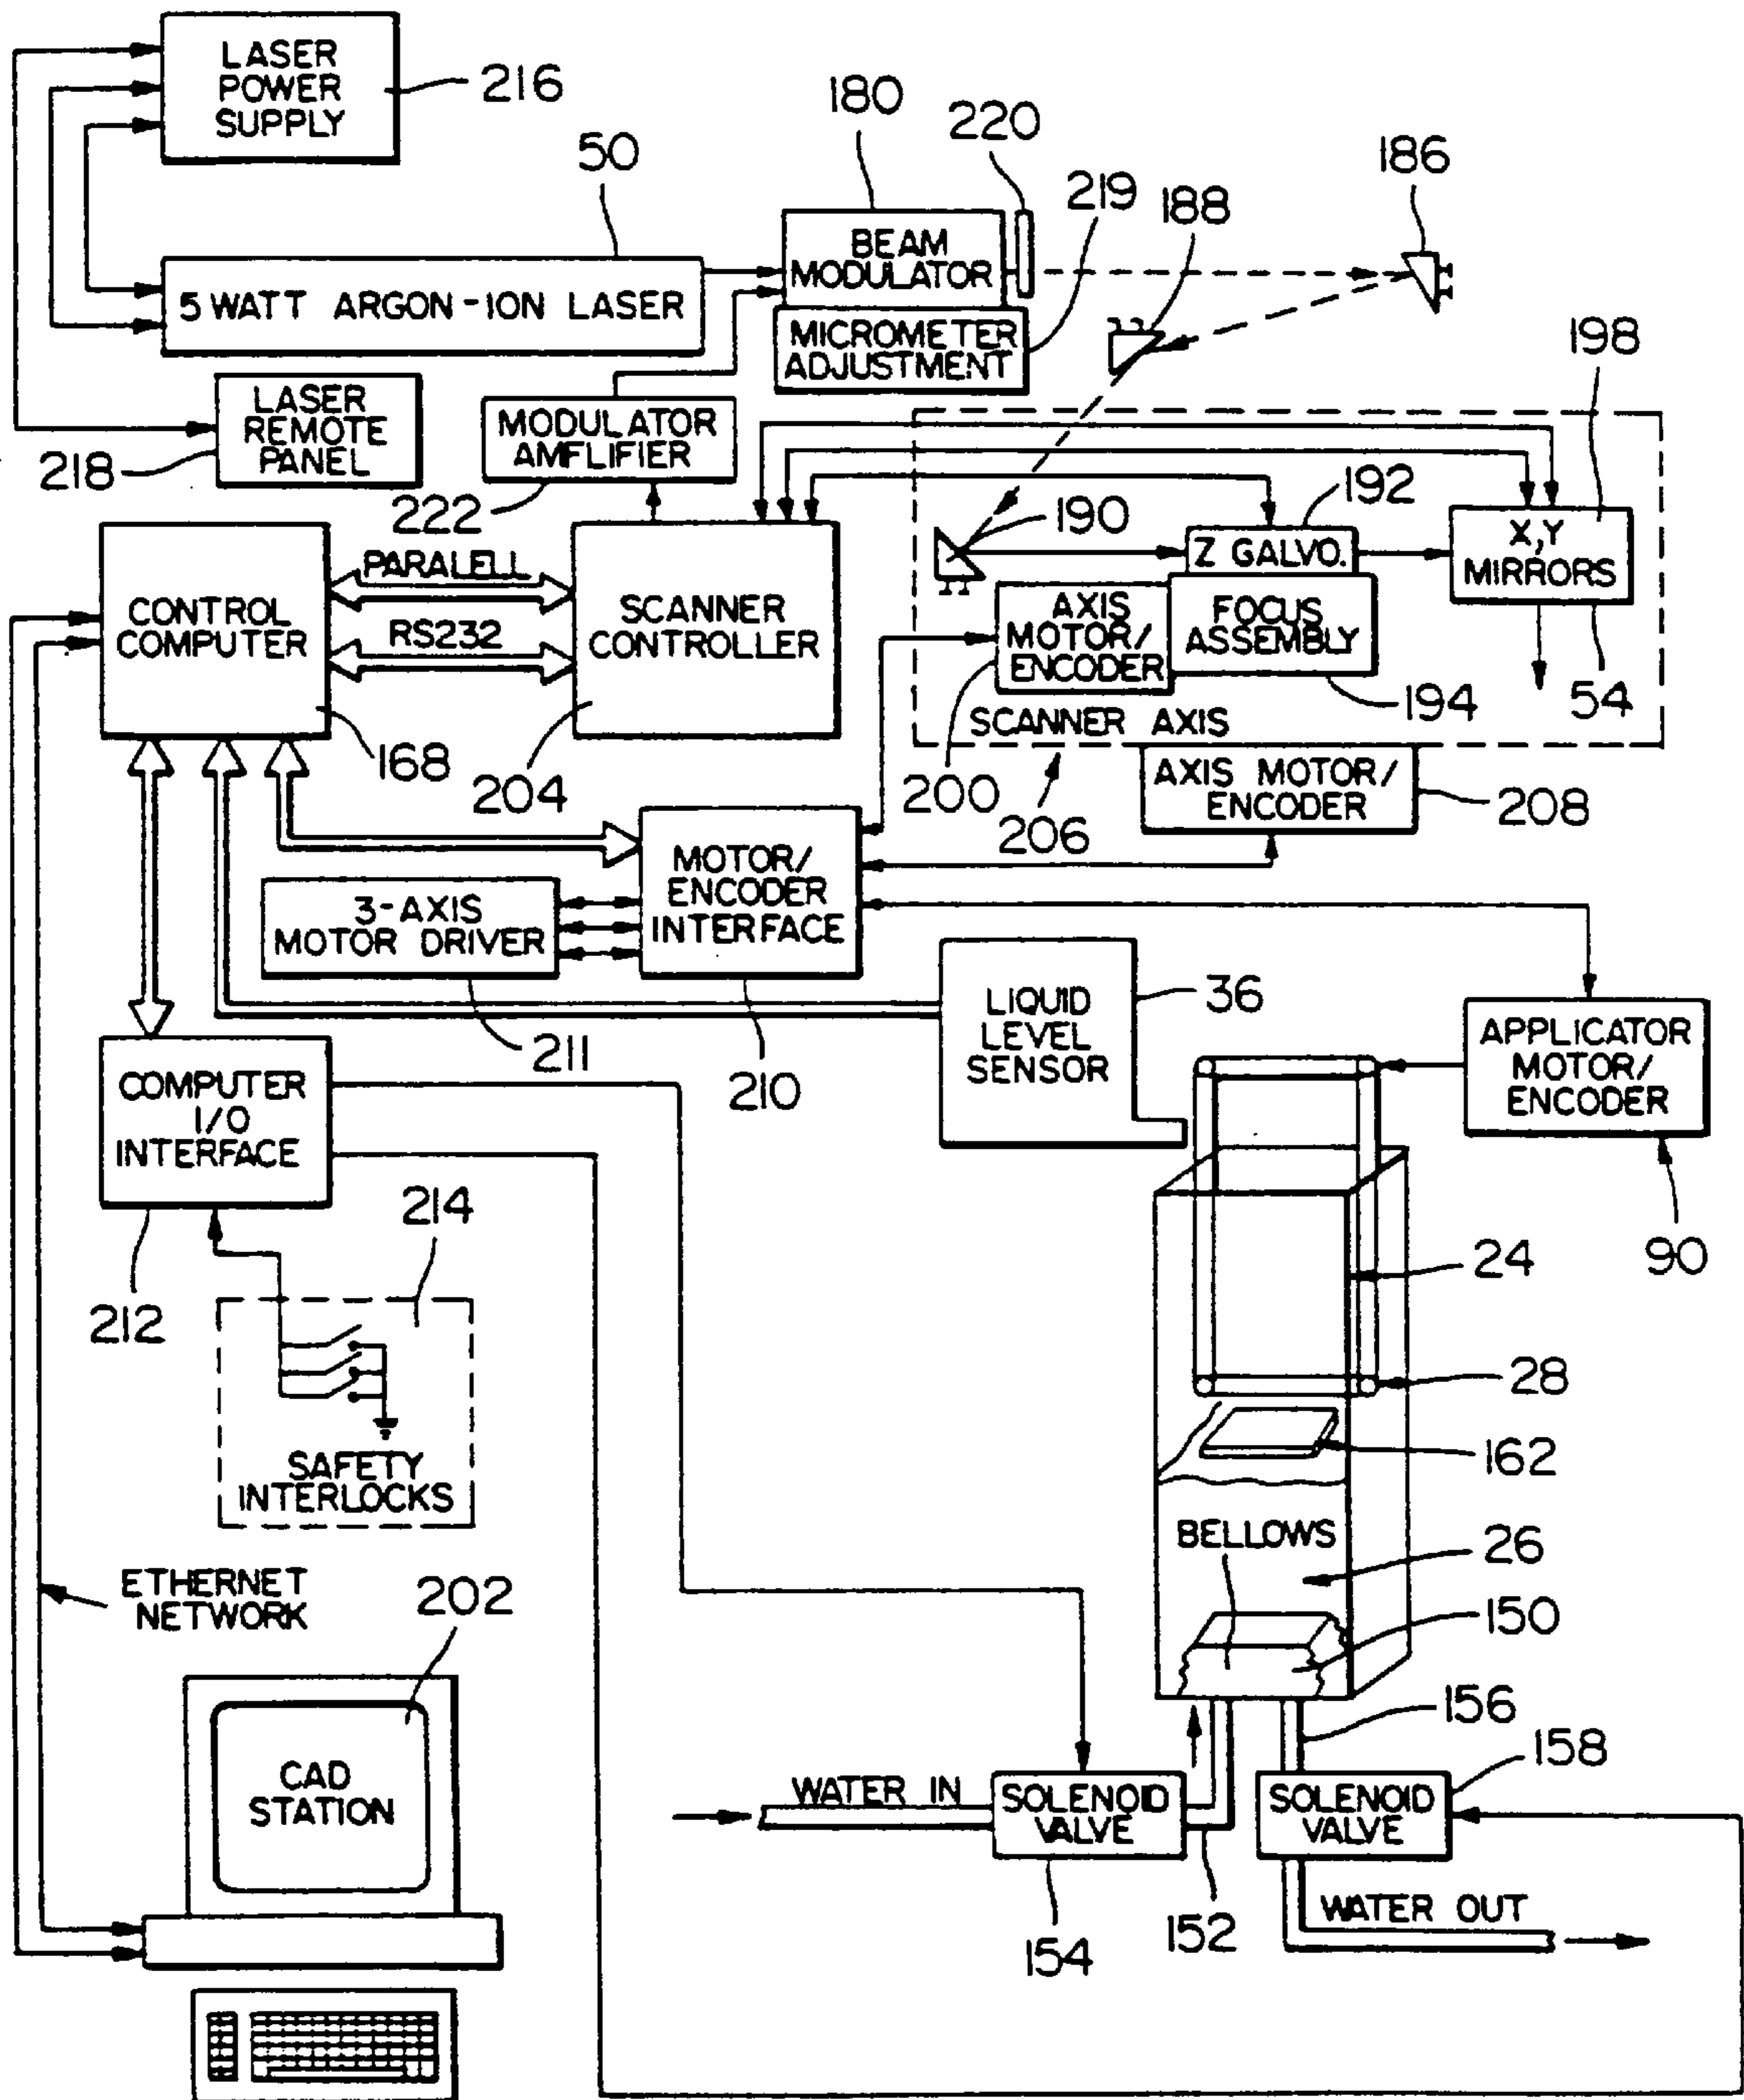 LASER
POWER
SUPPLY
216
180
220
50
219
188
186
BEAM
MODULATOR
5 WATT ARGON-ION LASER
MICROMETER
ADJUSTMENT
198
LASER
REMOTE
PANEL
218
MODULATOR
AMFLIFIER
222
192
190
Z GALVO.
X,Y
MIRRORS
CONTROL
COMPUTER
PARALELL
RS232
SCANNER
CONTROLLER
AXIS
MOTOR/
ENCODER
FOCUS
ASSEMBLY
194
54
SCANNER AXIS
168
204
200
206
AXIS MOTOR/
ENCODER
208
MOTOR/
ENCODER
INTERFACE
3-AXIS
MOTOR DRIVER
LIQUID
LEVEL
SENSOR
36
211
210
APPLICATOR
MOTOR/
ENCODER
COMPUTER
I/O
INTERFACE
214
90
24
212
28
SAFETY
INTERLOCKS
162
BELLOWS
26
ETHERNET
NETWORK
202
150
156
158
CAD
STATION
WATER IN
SOLENOID
VALVE
SOLENOID
VALVE
152
154
WATER OUT